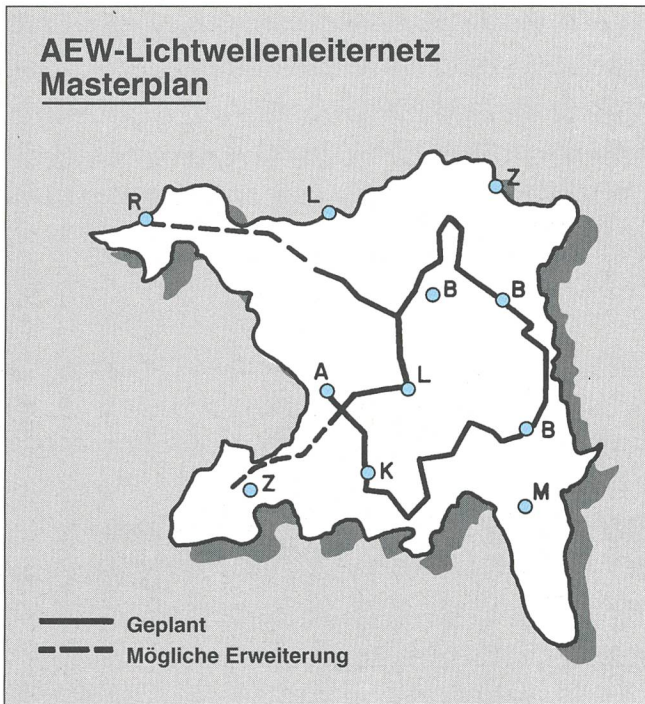 AEW-Lichtwellenleiternetz
Masterplan
Z
R
L
B
B
A
L
B
K
Z
M
Geplant
Mögliche Erweiterung